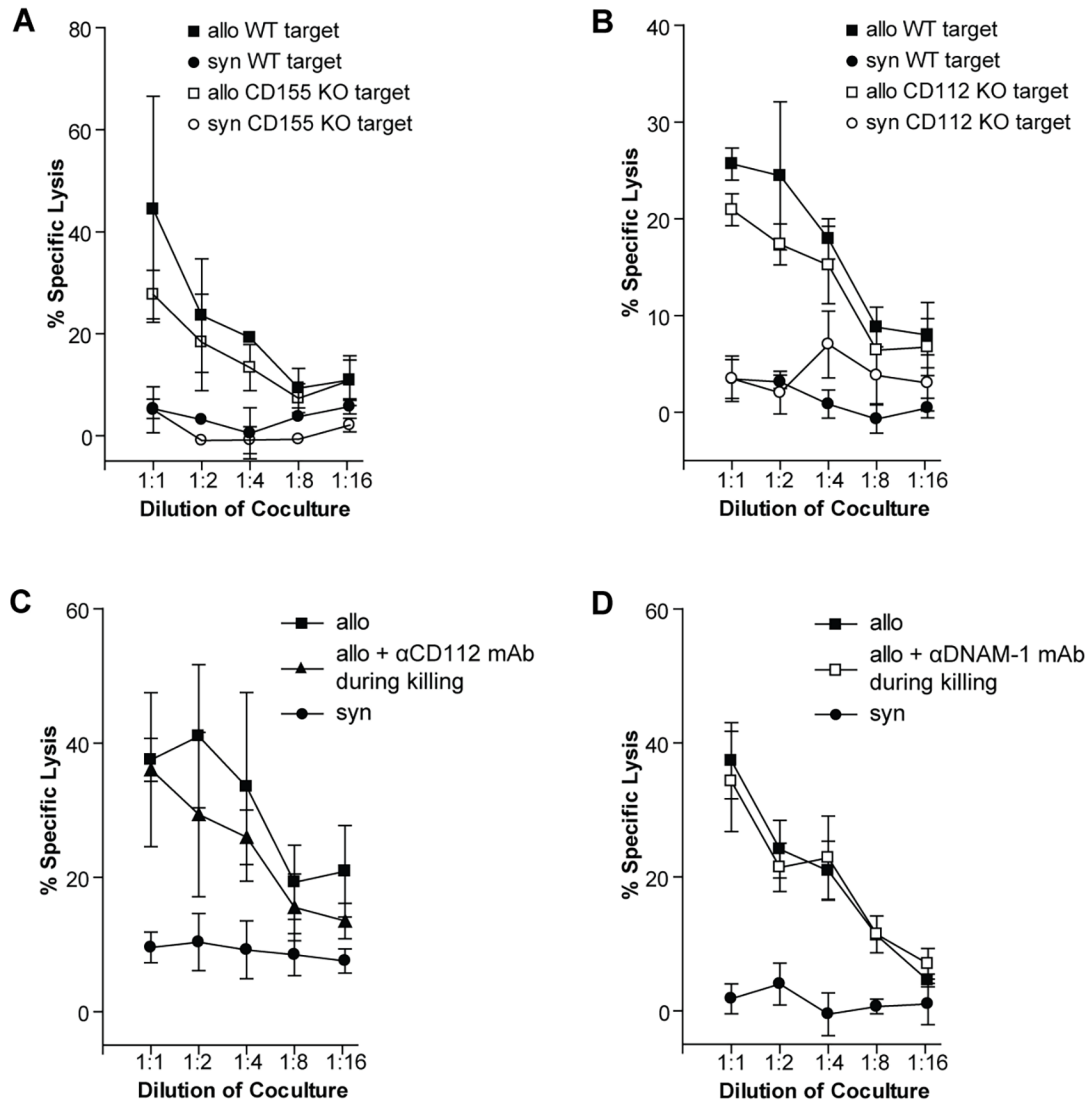 A
80
60
40
20
0
% Specific Lysis
allo WT target
syn WT target
allo CD155 KO target
syn CD155 KO target
1:1 1:2 1:4 1:8 1:16
Dilution of Coculture
B
40
30
20
10
0
% Specific Lysis
allo WT target
syn WT target
allo CD112 KO target
syn CD112 KO target
1:1 1:2 1:4 1:8 1:16
Dilution of Coculture
C
60
40
20
0
% Specific Lysis
allo
allo + αCD112 mAb
during killing
syn
1:1 1:2 1:4 1:8 1:16
Dilution of Coculture
D
60
40
20
0
% Specific Lysis
allo
allo + αDNAM-1 mAb
during killing
syn
1:1 1:2 1:4 1:8 1:16
Dilution of Coculture